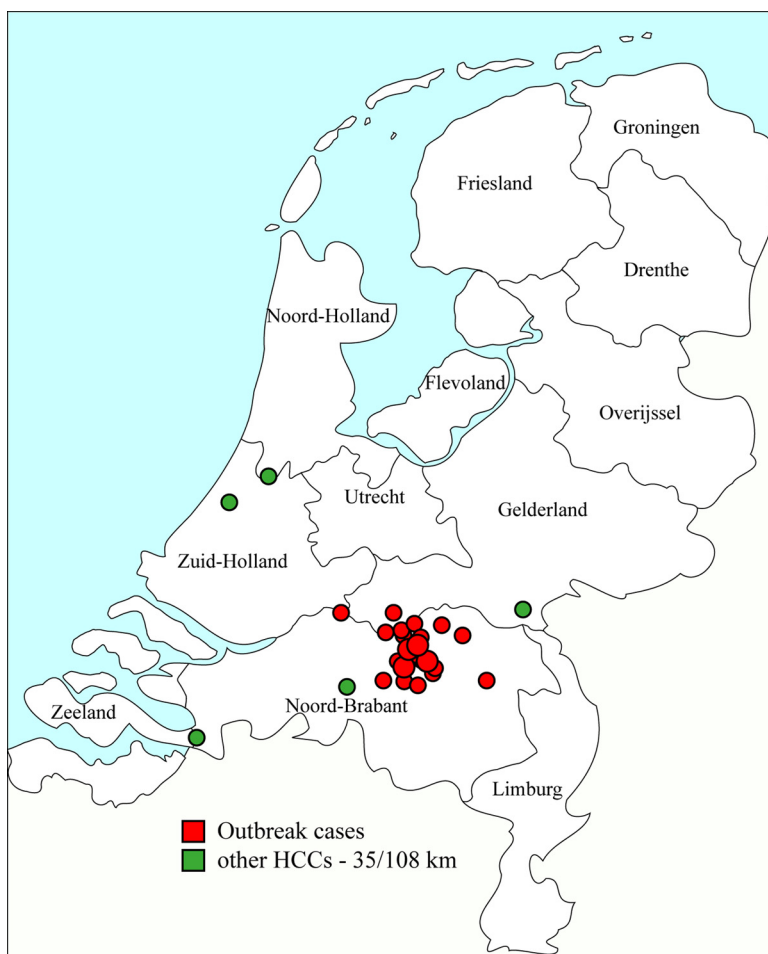 Groningen
Friesland
Drenthe
Noord-Holland
Flevoland
Overijssel
Utrecht
Gelderland
Zuid-Holland
Noord-Brabant
Zeeland
Limburg
Outbreak cases
other HCCs - 35/108 km